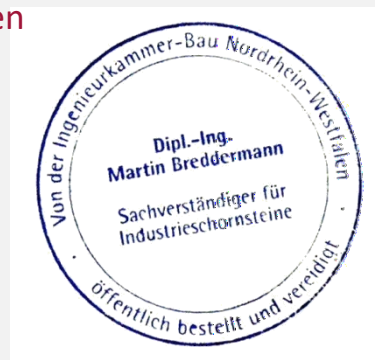 en
Von der Ingenieurkammer-Bau Nordrhein-Westfalen
Dipl.-Ing.
Martin Breddermann
Sachverständiger für
Industrieschornsteine
· öffentlich bestellt und vereidigt ·